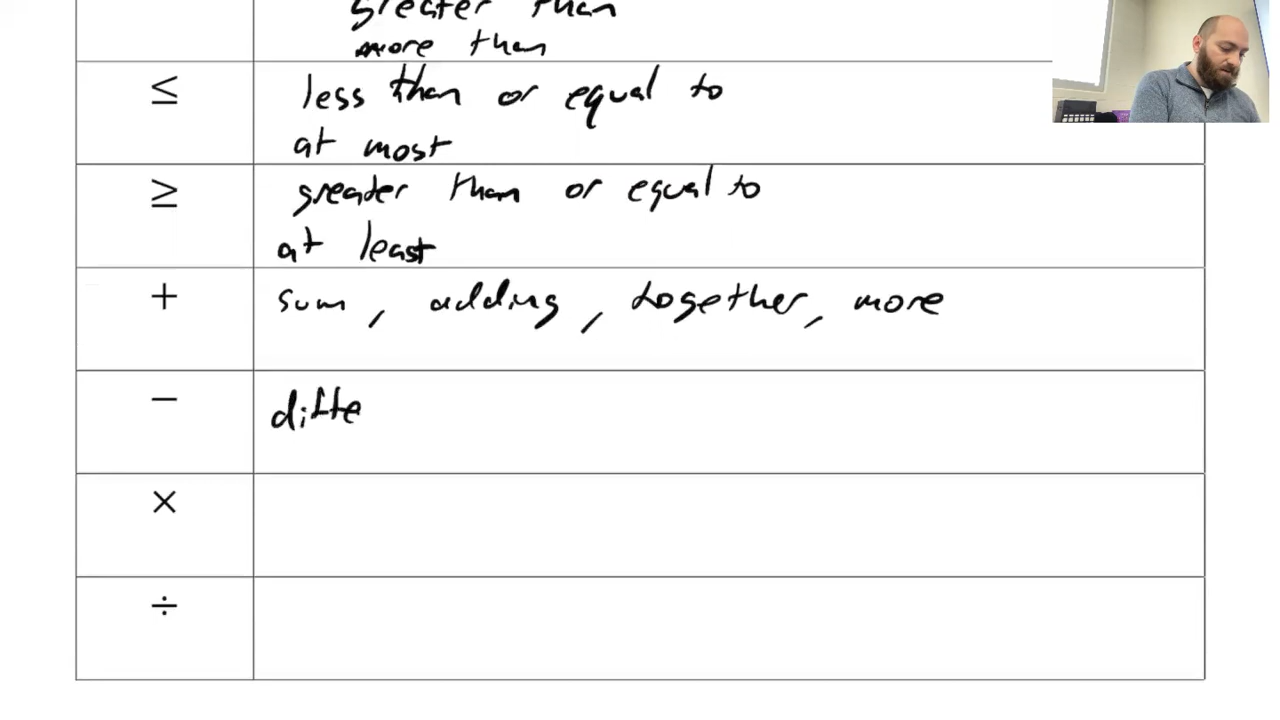 greater than
more than
≤ less than or equal to
at most
≥ greater than or equal to
at least
+ sum, adding, together, more
− diffe
×
÷